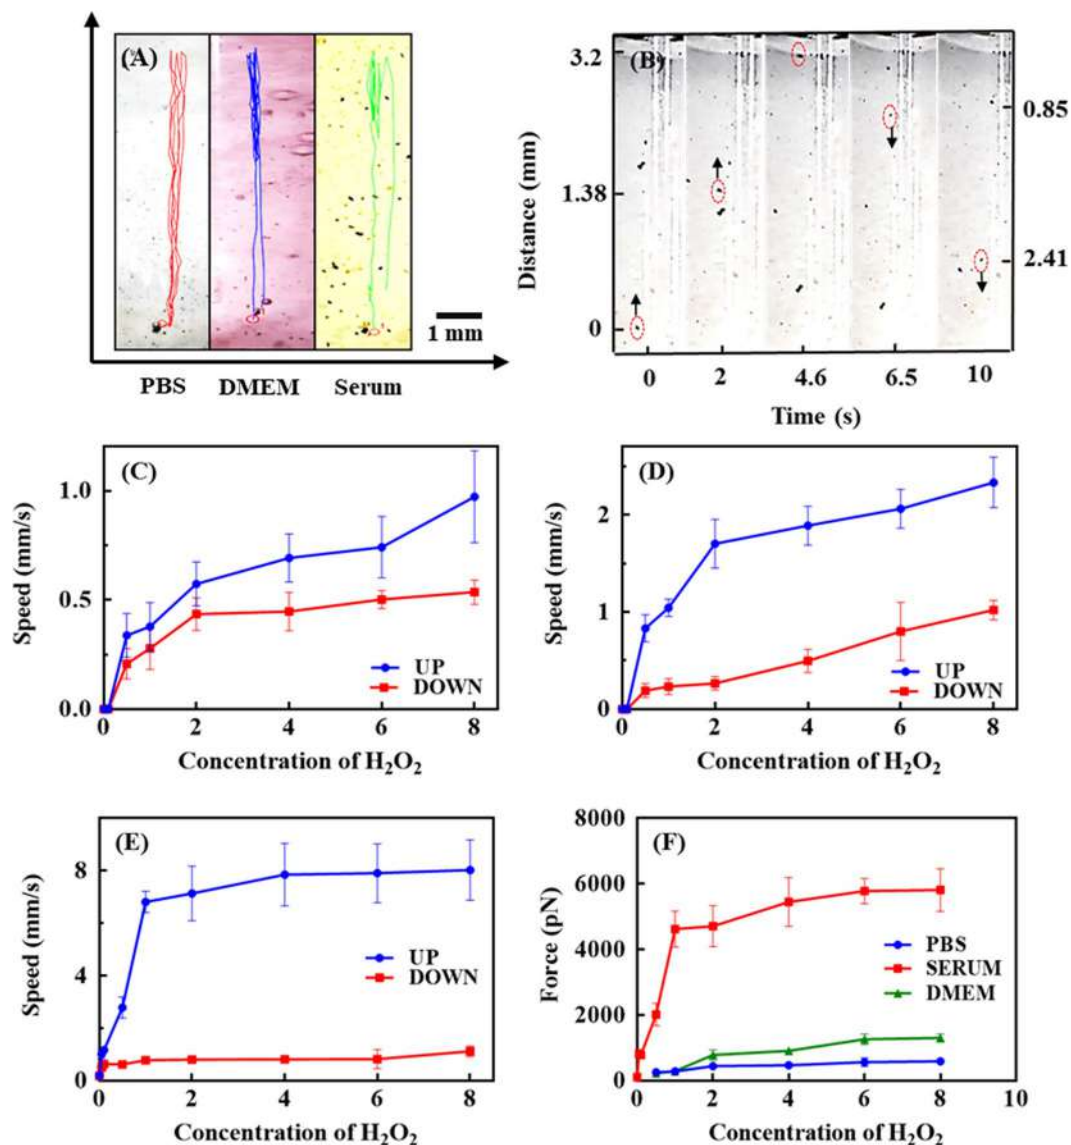 (A)
1 mm
PBS DMEM Serum
(B)
Distance (mm)
3.2
1.38
0
0.85
2.41
0 2 4.6 6.5 10
Time (s)
(C)
Speed (mm/s)
1.0
0.5
0.0
UP
DOWN
0 2 4 6 8
Concentration of H₂O₂
(D)
Speed (mm/s)
2
1
0
UP
DOWN
0 2 4 6 8
Concentration of H₂O₂
(E)
Speed (mm/s)
8
4
0
UP
DOWN
0 2 4 6 8
Concentration of H₂O₂
(F)
Force (pN)
8000
6000
4000
2000
0
PBS
SERUM
DMEM
0 2 4 6 8 10
Concentration of H₂O₂